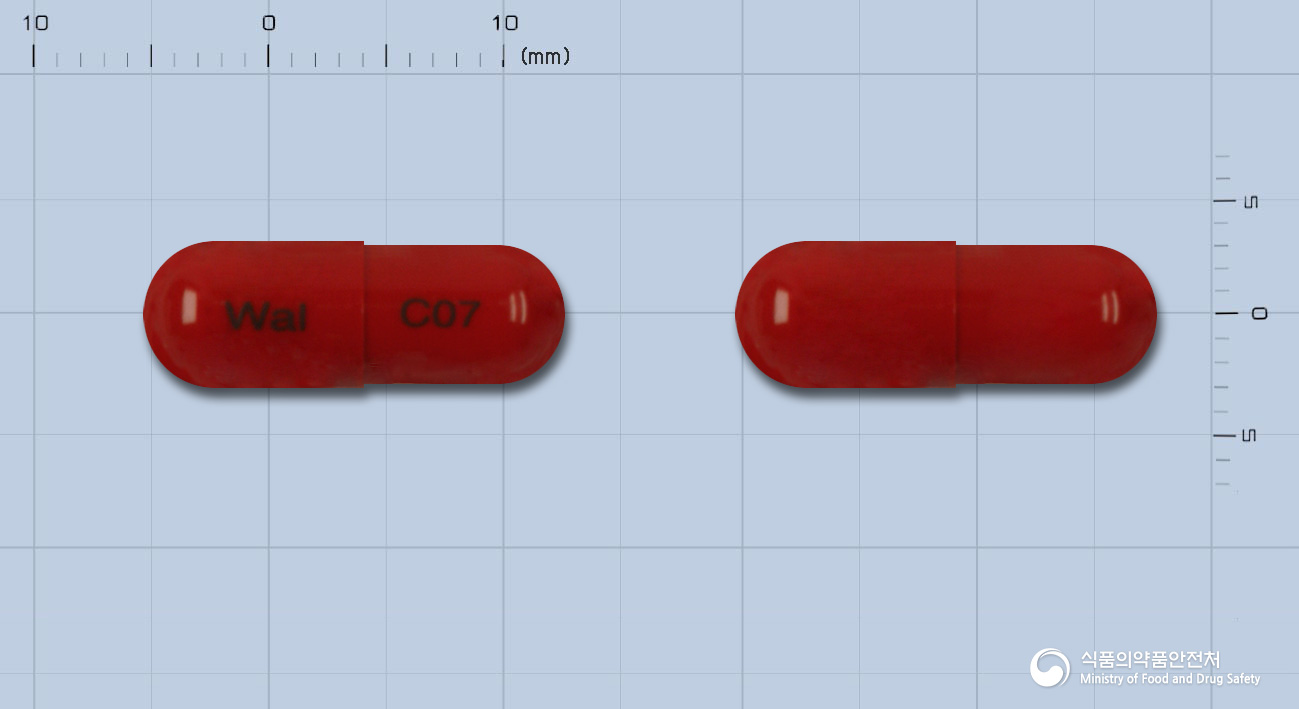 10 0 10 (mm)
5
0
5
Wal C07
식품의약품안전처
Ministry of Food and Drug Safety